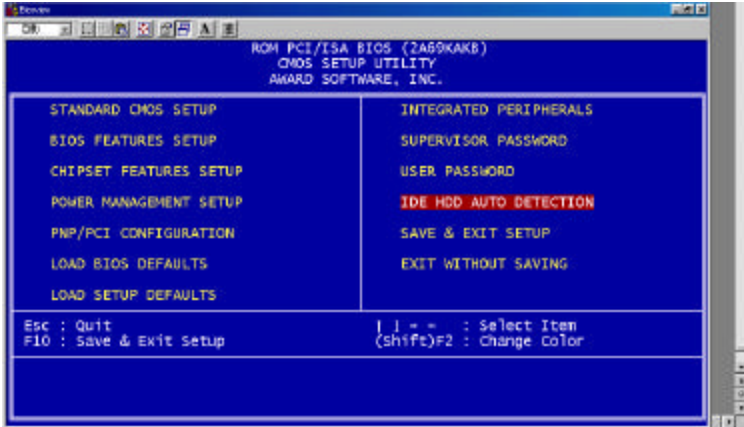 Bioview
ROM PCI/ISA BIOS (2A69KAKB)
CMOS SETUP UTILITY
AWARD SOFTWARE, INC.
STANDARD CMOS SETUP
BIOS FEATURES SETUP
CHIPSET FEATURES SETUP
POWER MANAGEMENT SETUP
PNP/PCI CONFIGURATION
LOAD BIOS DEFAULTS
LOAD SETUP DEFAULTS
INTEGRATED PERIPHERALS
SUPERVISOR PASSWORD
USER PASSWORD
IDE HDD AUTO DETECTION
SAVE & EXIT SETUP
EXIT WITHOUT SAVING
Esc : Quit
F10 : Save & Exit Setup
: Select Item
(Shift)F2 : Change Color